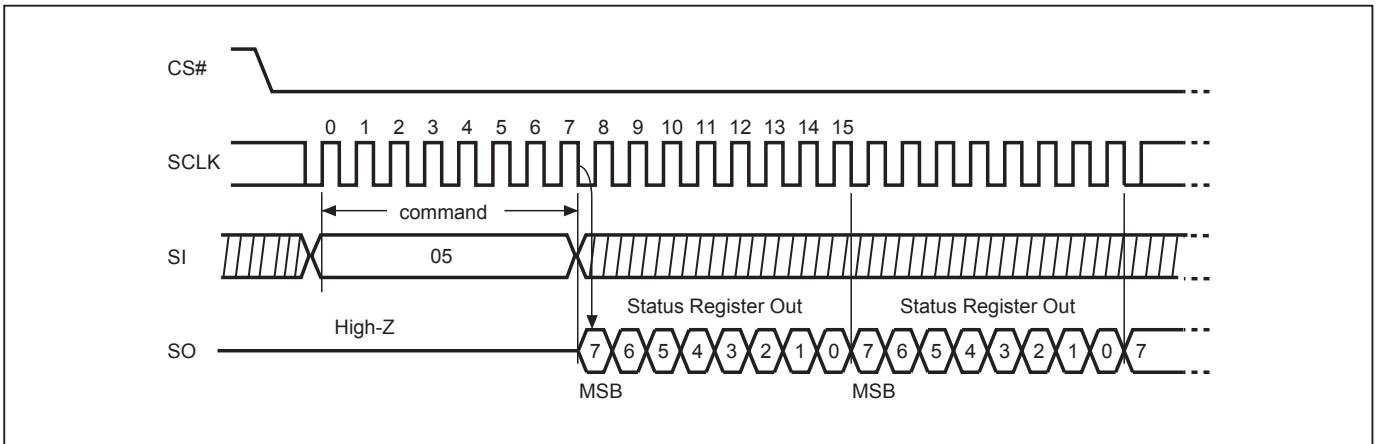 CS#
0 1 2 3 4 5 6 7 8 9 10 11 12 13 14 15
SCLK
command
SI
05
Status Register Out Status Register Out
High-Z
SO
7 6 5 4 3 2 1 0 7 6 5 4 3 2 1 0 7
MSB MSB